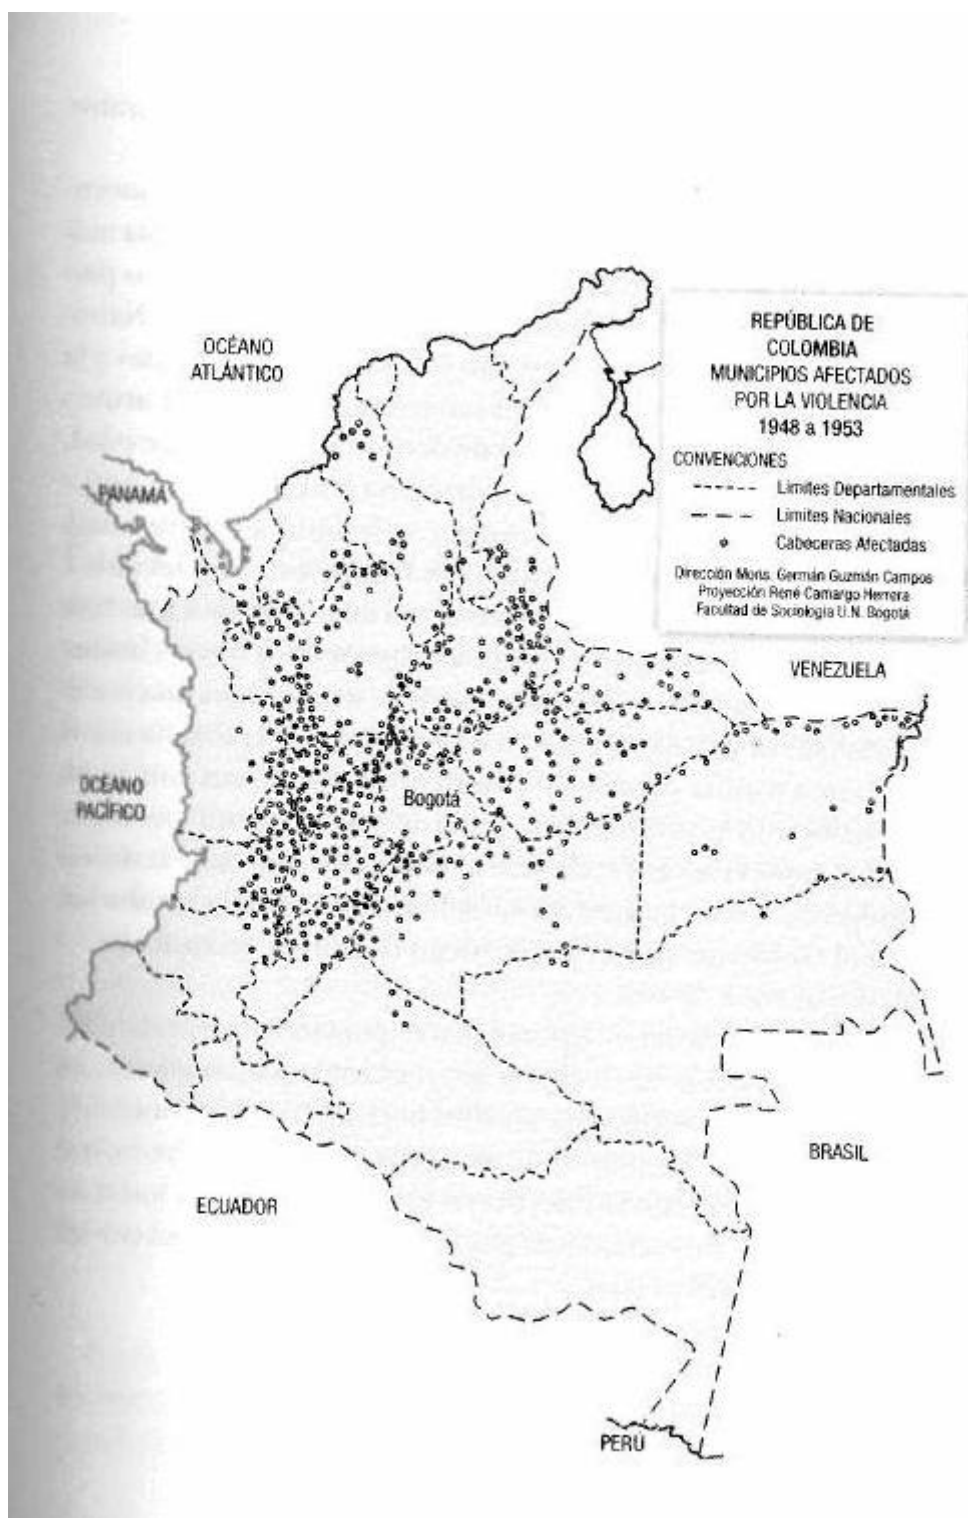 OCÉANO
ATLÁNTICO
REPÚBLICA DE
COLOMBIA
MUNICIPIOS AFECTADOS
POR LA VIOLENCIA
1948 a 1953
CONVENCIONES
Límites Departamentales
Límites Nacionales
Cabeceras Afectadas
Dirección Mons. Germán Guzmán Campos
Proyección René Camargo Herrera
Facultad de Sociología U.N. Bogotá
PANAMÁ
VENEZUELA
OCÉANO
PACÍFICO
Bogotá
BRASIL
ECUADOR
PERÚ